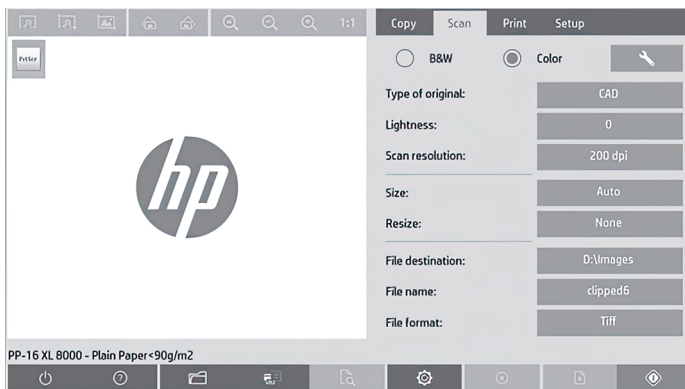 1:1
Copy Scan Print Setup
PrtScr
B&W Color
Type of original: CAD
Lightness: 0
Scan resolution: 200 dpi
hp
Size: Auto
Resize: None
File destination: D:\Images
File name: clipped6
File format: Tiff
PP-16 XL 8000 - Plain Paper<90g/m2